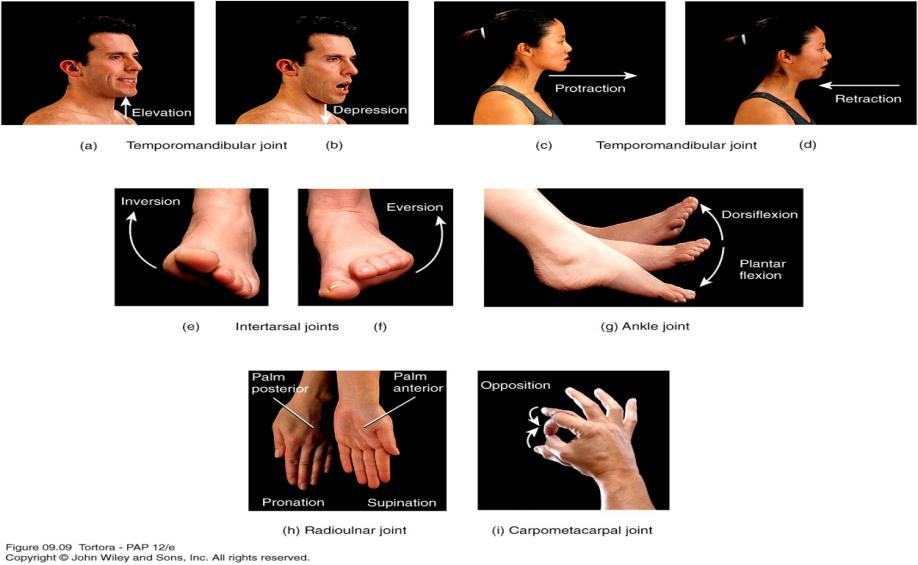 Elevation
Depression
Protraction
Retraction
(a) Temporomandibular joint (b)
(c) Temporomandibular joint (d)
Inversion
Eversion
Dorsiflexion
Plantar
flexion
(e) Intertarsal joints (f)
(g) Ankle joint
Palm
posterior
Palm
anterior
Pronation
Supination
Opposition
(h) Radioulnar joint
(i) Carpometacarpal joint
Figure 09.09 Tortora - PAP 12/e
Copyright © John Wiley and Sons, Inc. All rights reserved.